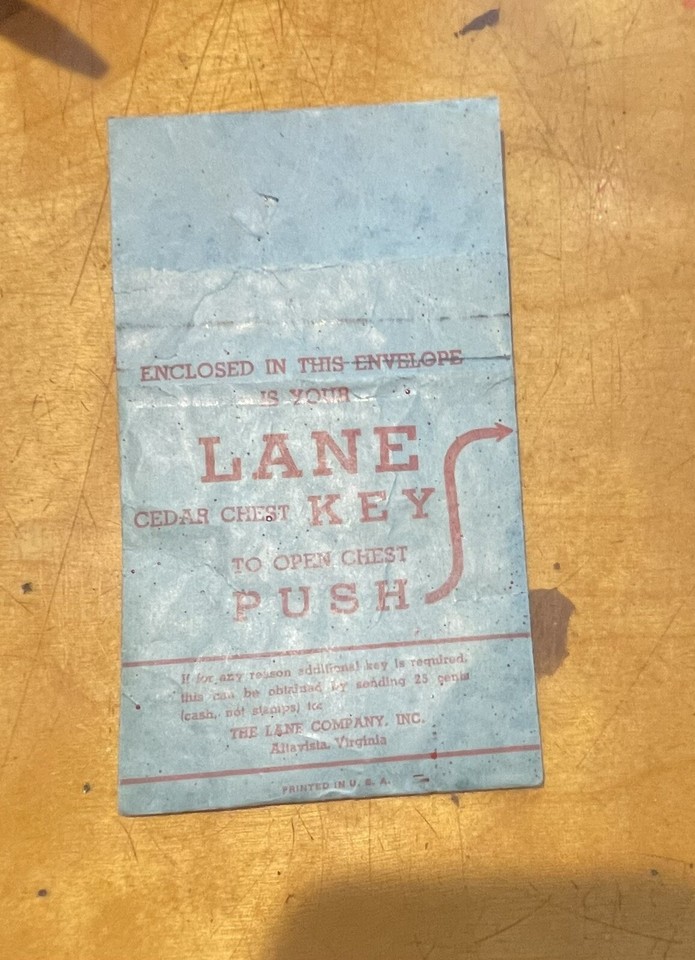 ENCLOSED IN THIS ENVELOPE
IS YOUR
LANE
CEDAR CHEST KEY
TO OPEN CHEST
PUSH
If for any reason additional key is required,
this can be obtained by sending 25 cents
(cash, not stamps) to:
THE LANE COMPANY, INC.
Altavista, Virginia
PRINTED IN U. S. A.